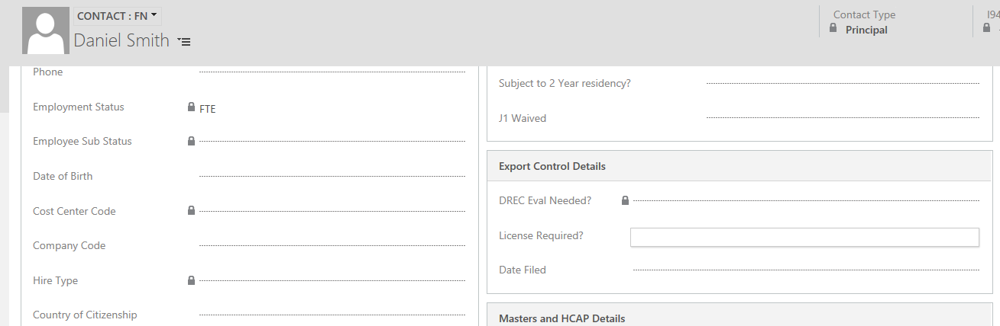 CONTACT : FN
Daniel Smith
Contact Type
Principal
I94
Phone
Employment Status
FTE
Employee Sub Status
Date of Birth
Cost Center Code
Company Code
Hire Type
Country of Citizenship
Subject to 2 Year residency?
J1 Waived
Export Control Details
DREC Eval Needed?
License Required?
Date Filed
Masters and HCAP Details